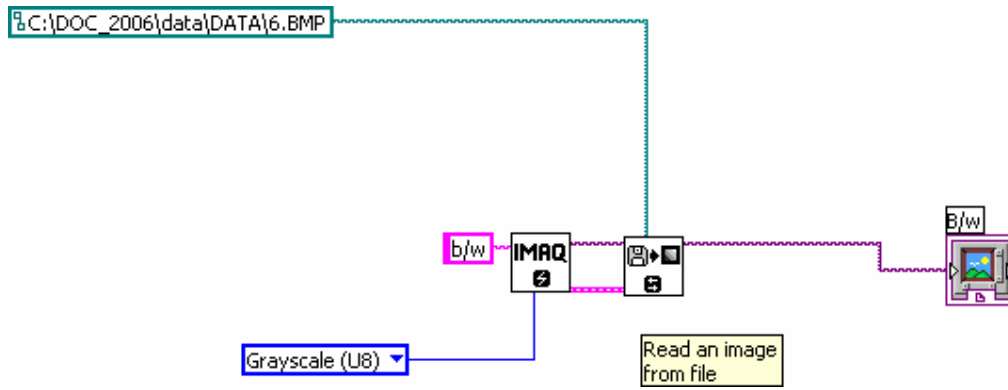 C:\DOC_2006\data\DATA\6.BMP
B/w
b/w
IMAQ
Grayscale (U8)
Read an image
from file